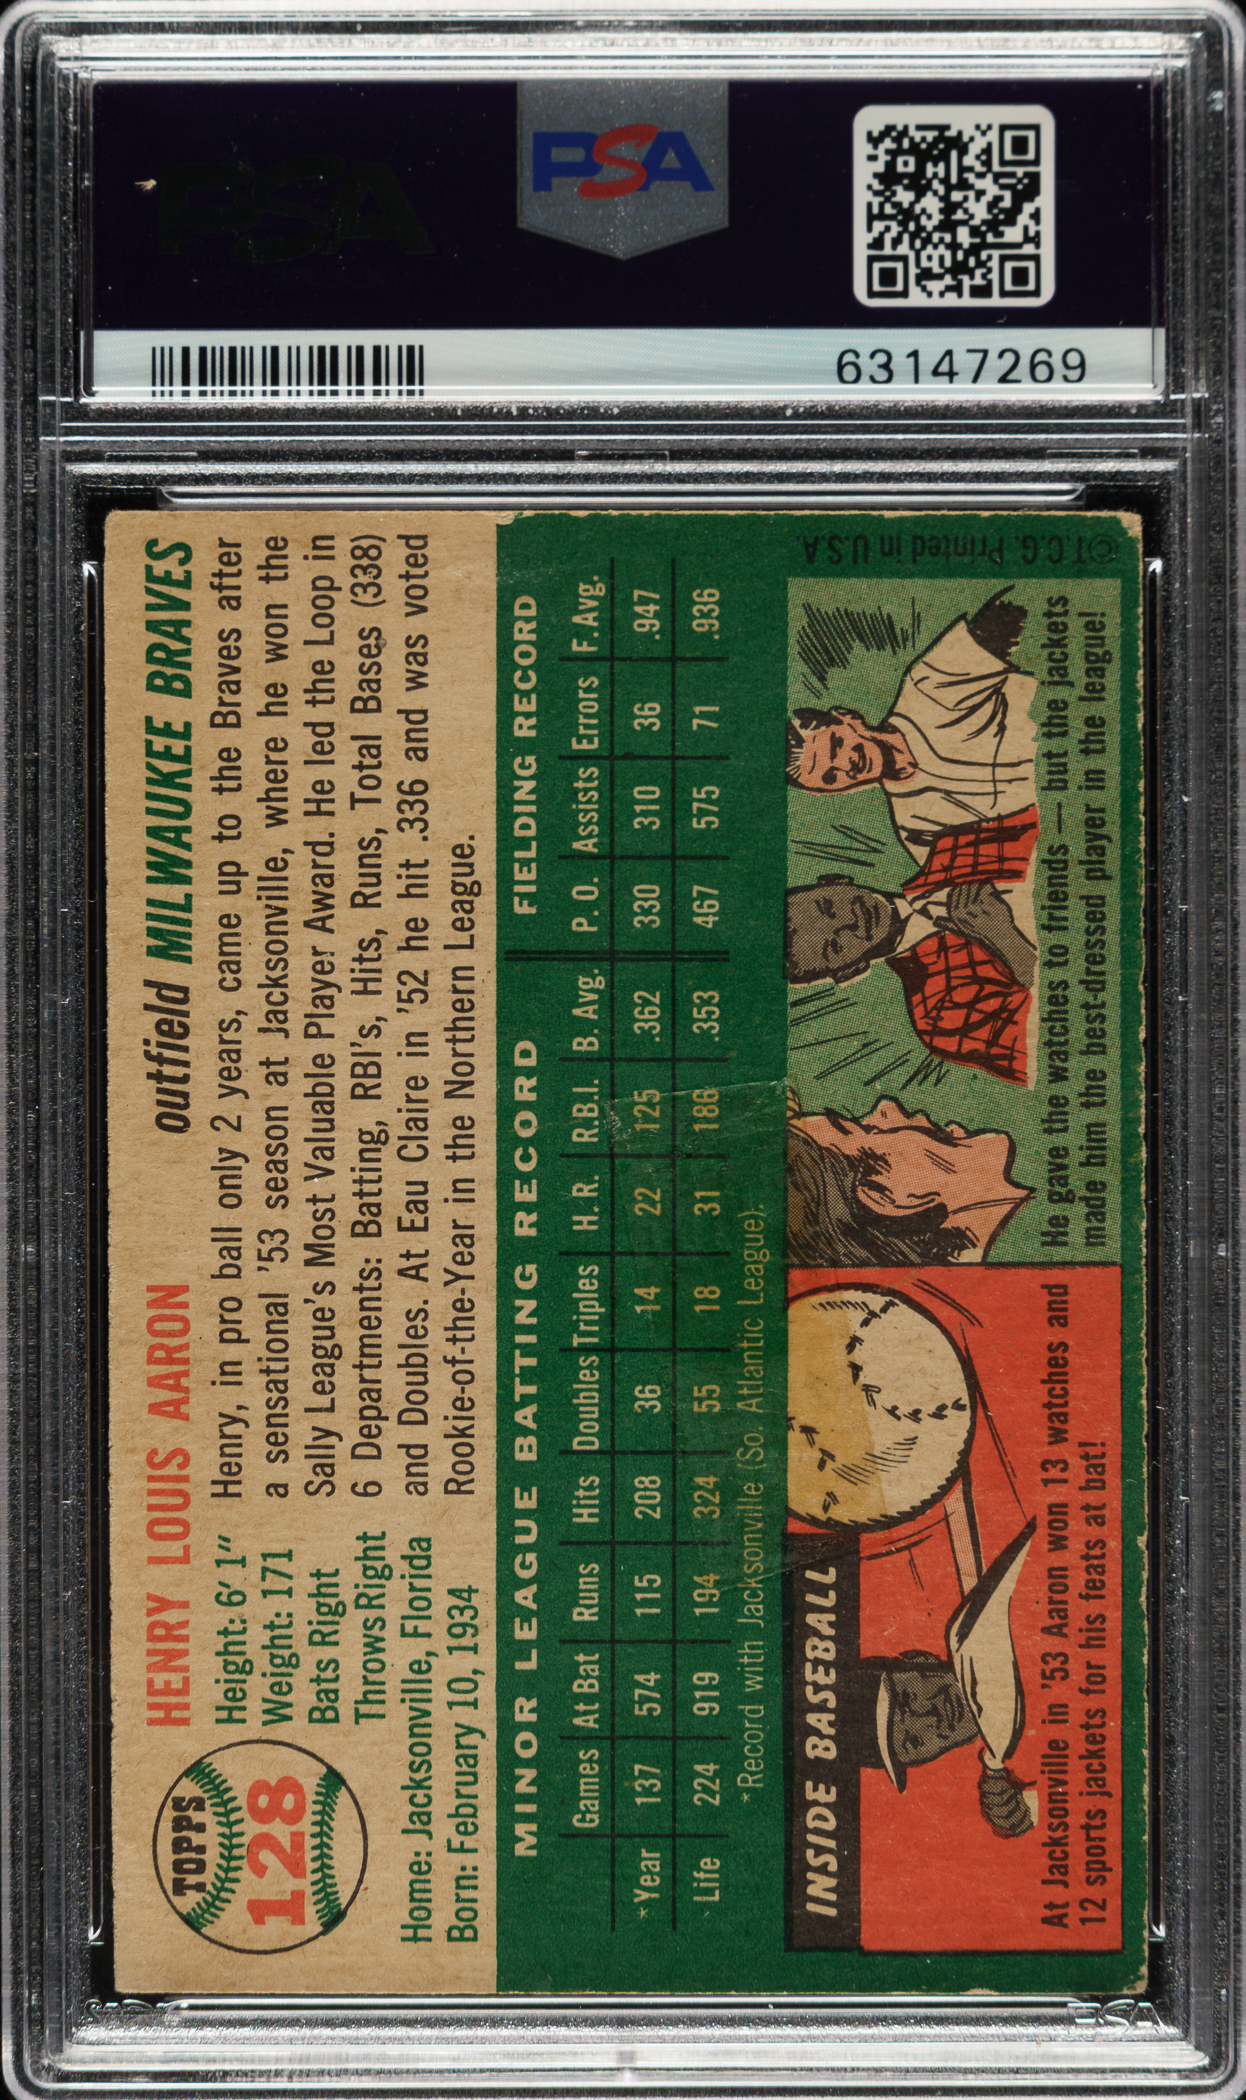 PSA
PSA
63147269
TOPPS
128
HENRY LOUIS AARON
outfield MILWAUKEE BRAVES
Height: 6' 1"
Weight: 171
Bats Right
Throws Right
Home: Jacksonville, Florida
Born: February 10, 1934
Henry, in pro ball only 2 years, came up to the Braves after
a sensational '53 season at Jacksonville, where he won the
Sally League's Most Valuable Player Award. He led the Loop in
6 Departments: Batting, RBI's, Hits, Runs, Total Bases (338)
and Doubles. At Eau Claire in '52 he hit .336 and was voted
Rookie-of-the-Year in the Northern League.
MINOR LEAGUE BATTING RECORD FIELDING RECORD
Games At Bat Runs Hits Doubles Triples H.R. R.B.I. B. Avg. P. O. Assists Errors F. Avg.
*Year 137 574 115 208 36 14 22 125 .362 330 310 36 .947
Life 224 919 194 324 55 18 31 186 .353 467 575 71 .936
*Record with Jacksonville (So. Atlantic League).
INSIDE BASEBALL
At Jacksonville in '53 Aaron won 13 watches and
12 sports jackets for his feats at bat!
He gave the watches to friends — but the jackets
made him the best-dressed player in the league!
©T.C.G. Printed in U.S.A.
PSA